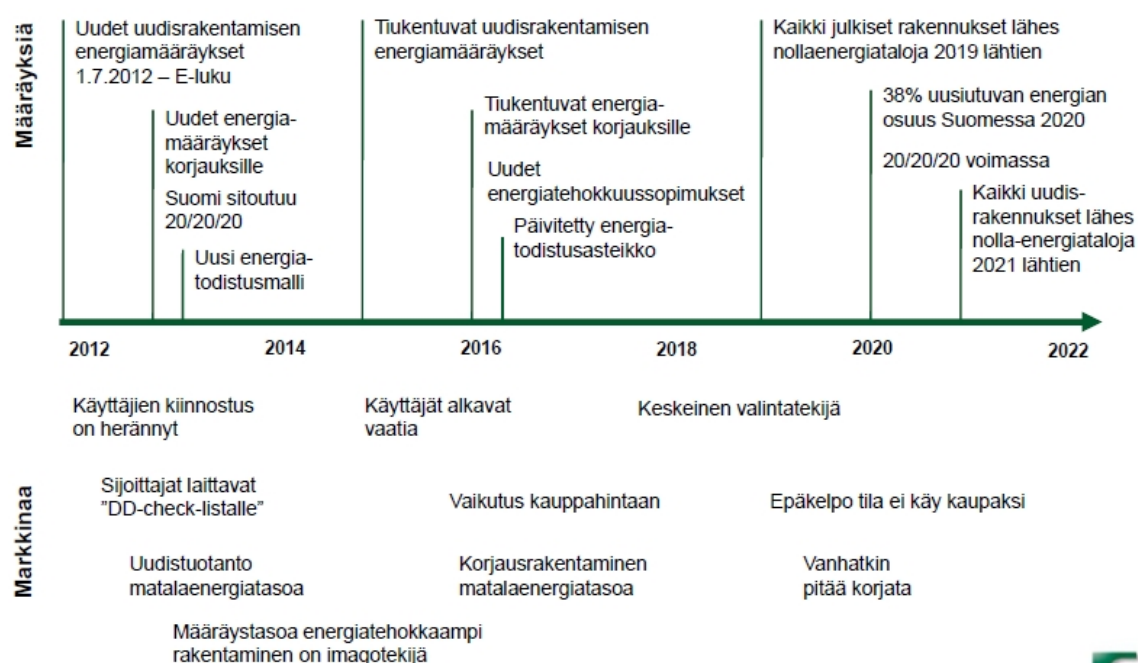 Määräyksiä
Uudet uudisrakentamisen
energiamääräykset
1.7.2012 – E-luku
Uudet energia-
määräykset
korjauksille
Suomi sitoutuu
20/20/20
Uusi energia-
todistusmalli
Tiukentuvat uudisrakentamisen
energiamääräykset
Tiukentuvat energia-
määräykset korjauksille
Uudet
energiatehokkuussopimukset
Päivitetty energia-
todistusasteikko
Kaikki julkiset rakennukset lähes
nollaenergiataloja 2019 lähtien
38% uusiutuvan energian
osuus Suomessa 2020
20/20/20 voimassa
Kaikki uudis-
rakennukset lähes
nolla-energiataloja
2021 lähtien
2012
2014
2016
2018
2020
2022
Markkinaa
Käyttäjien kiinnostus
on herännyt
Käyttäjät alkavat
vaatia
Keskeinen valintatekijä
Sijoittajat laittavat
"DD-check-listalle"
Vaikutus kauppahintaan
Epäkelpo tila ei käy kaupaksi
Uudistuotanto
matalaenergiatasoa
Korjausrakentaminen
matalaenergiatasoa
Vanhatkin
pitää korjata
Määräystasoa energiatehokkaampi
rakentaminen on imagotekijä